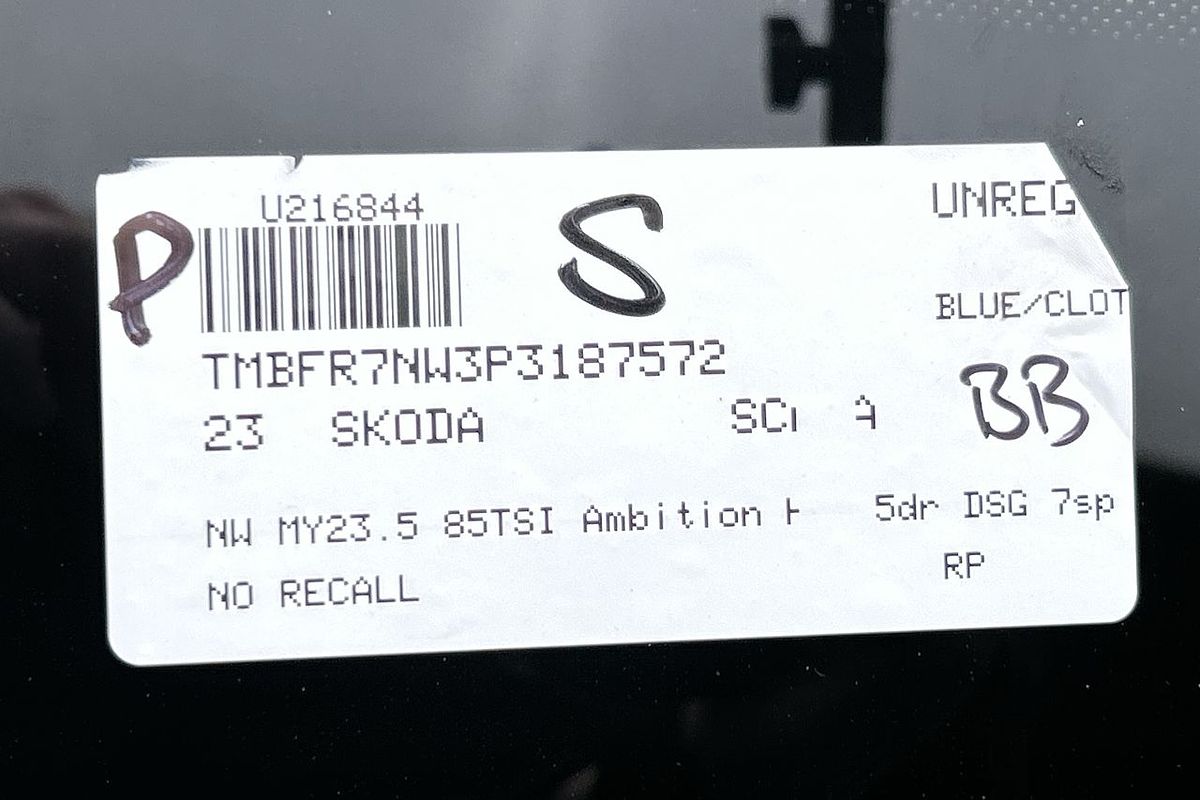 U216844
UNREG
P
S
BLUE/CLOT
TMBFR7NW3P3187572
23 SKODA
BB
NW MY23.5 85TSI Ambition 5dr DSG 7sp
NO RECALL RP